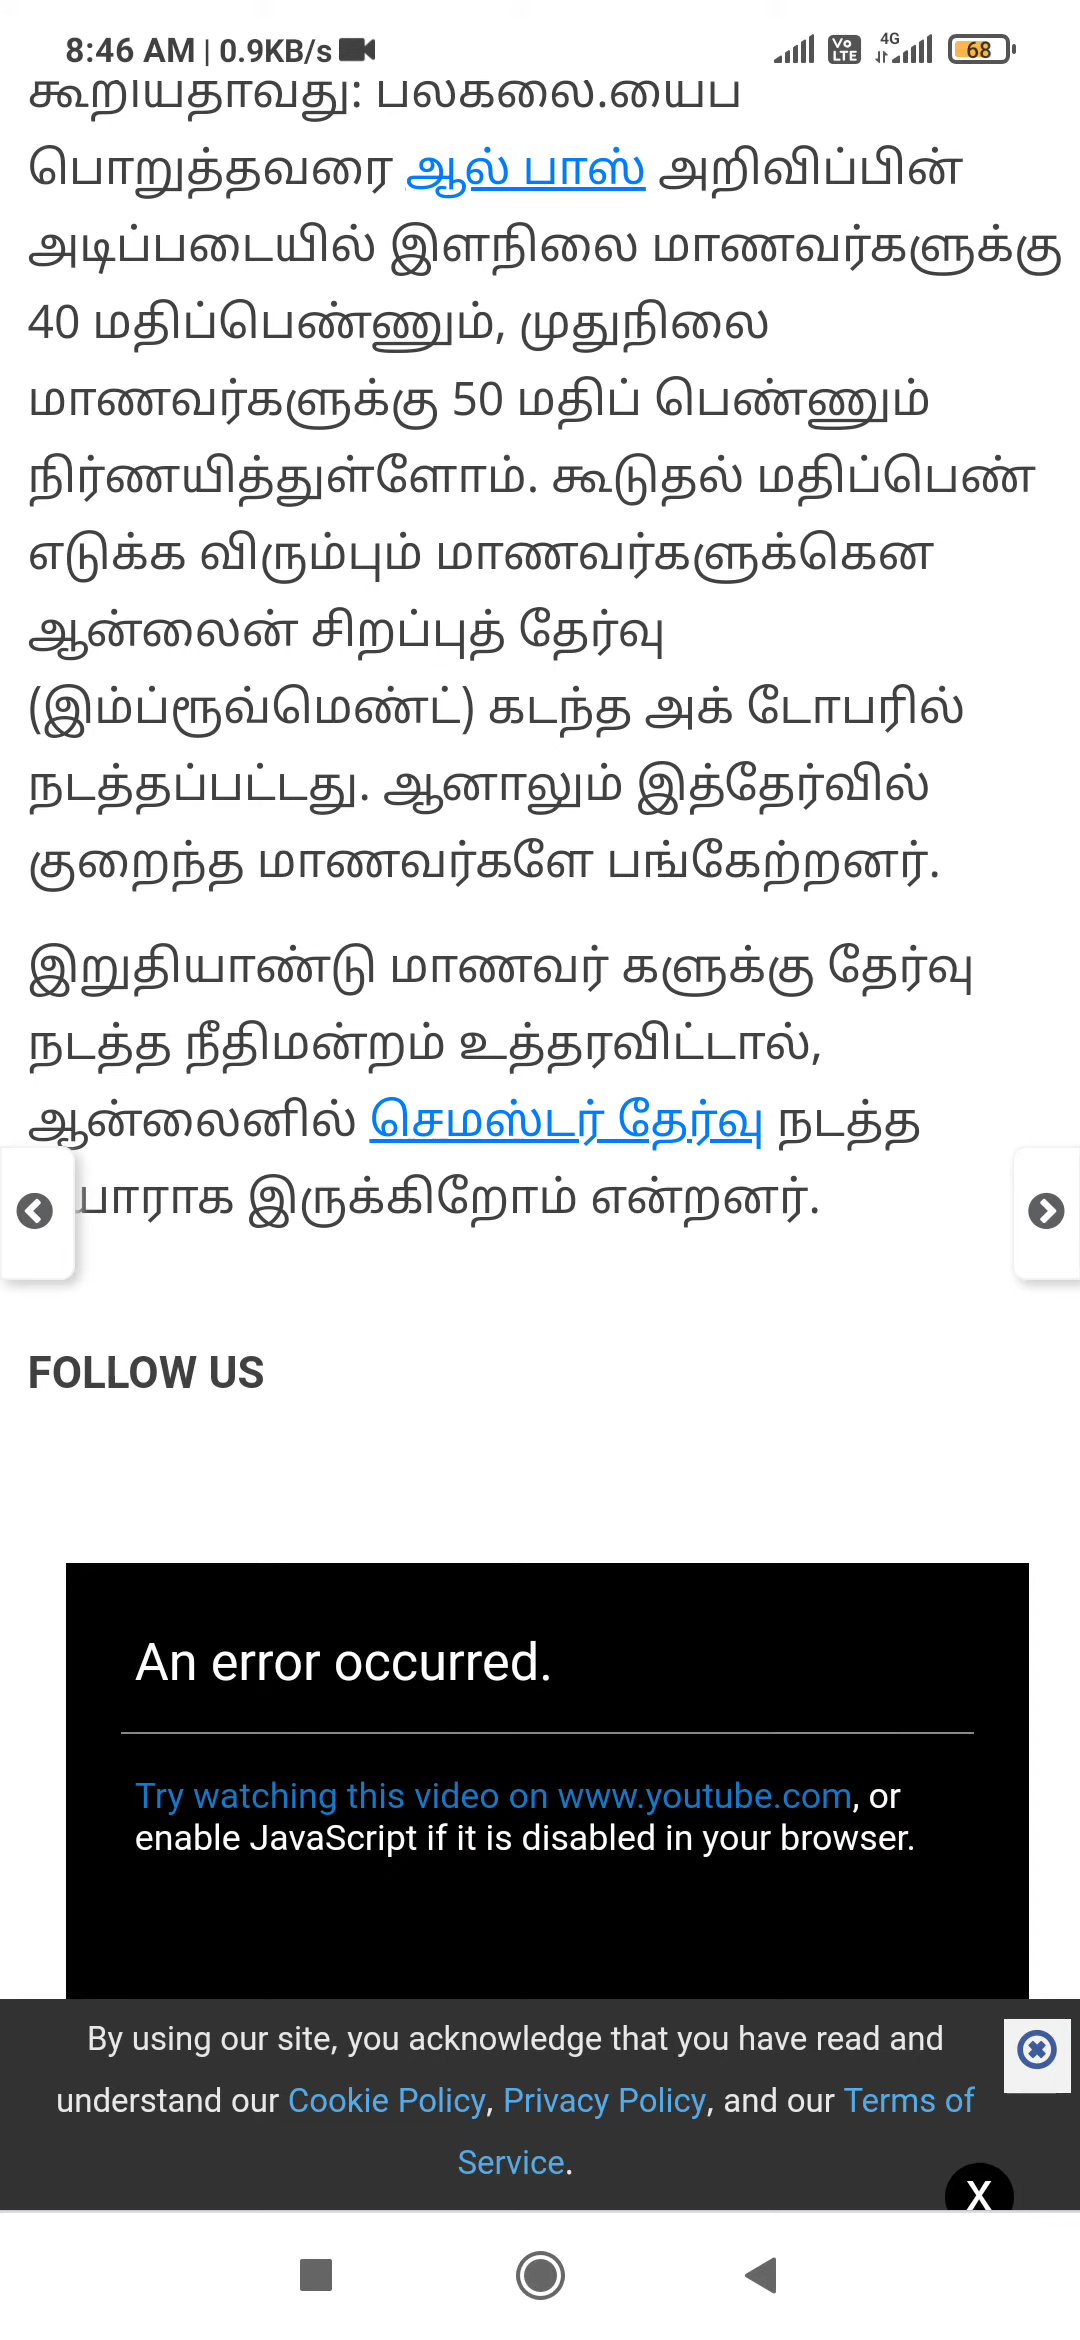 8:46 AM | 0.9KB/s
Vo LTE
4G
68
கூறியதாவது: பல்கலை.யைப்
பொறுத்தவரை ஆல் பாஸ் அறிவிப்பின்
அடிப்படையில் இளநிலை மாணவர்களுக்கு
40 மதிப்பெண்ணும், முதுநிலை
மாணவர்களுக்கு 50 மதிப் பெண்ணும்
நிர்ணயித்துள்ளோம். கூடுதல் மதிப்பெண்
எடுக்க விரும்பும் மாணவர்களுக்கென
ஆன்லைன் சிறப்புத் தேர்வு
(இம்ப்ரூவ்மெண்ட்) கடந்த அக் டோபரில்
நடத்தப்பட்டது. ஆனாலும் இத்தேர்வில்
குறைந்த மாணவர்களே பங்கேற்றனர்.
இறுதியாண்டு மாணவர் களுக்கு தேர்வு
நடத்த நீதிமன்றம் உத்தரவிட்டால்,
ஆன்லைனில் செமஸ்டர் தேர்வு நடத்த
யாராக இருக்கிறோம் என்றனர்.
FOLLOW US
An error occurred.
Try watching this video on www.youtube.com, or
enable JavaScript if it is disabled in your browser.
By using our site, you acknowledge that you have read and
understand our Cookie Policy, Privacy Policy, and our Terms of
Service.
X